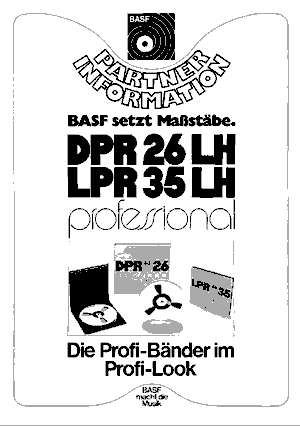 BASF
PARTNER
INFORMATION
BASF setzt Maßstäbe.
DPR 26 LH
LPR 35 LH
professional
DPR 26
LPR 35
Die Profi-Bänder im
Profi-Look
BASF
macht die
Musik